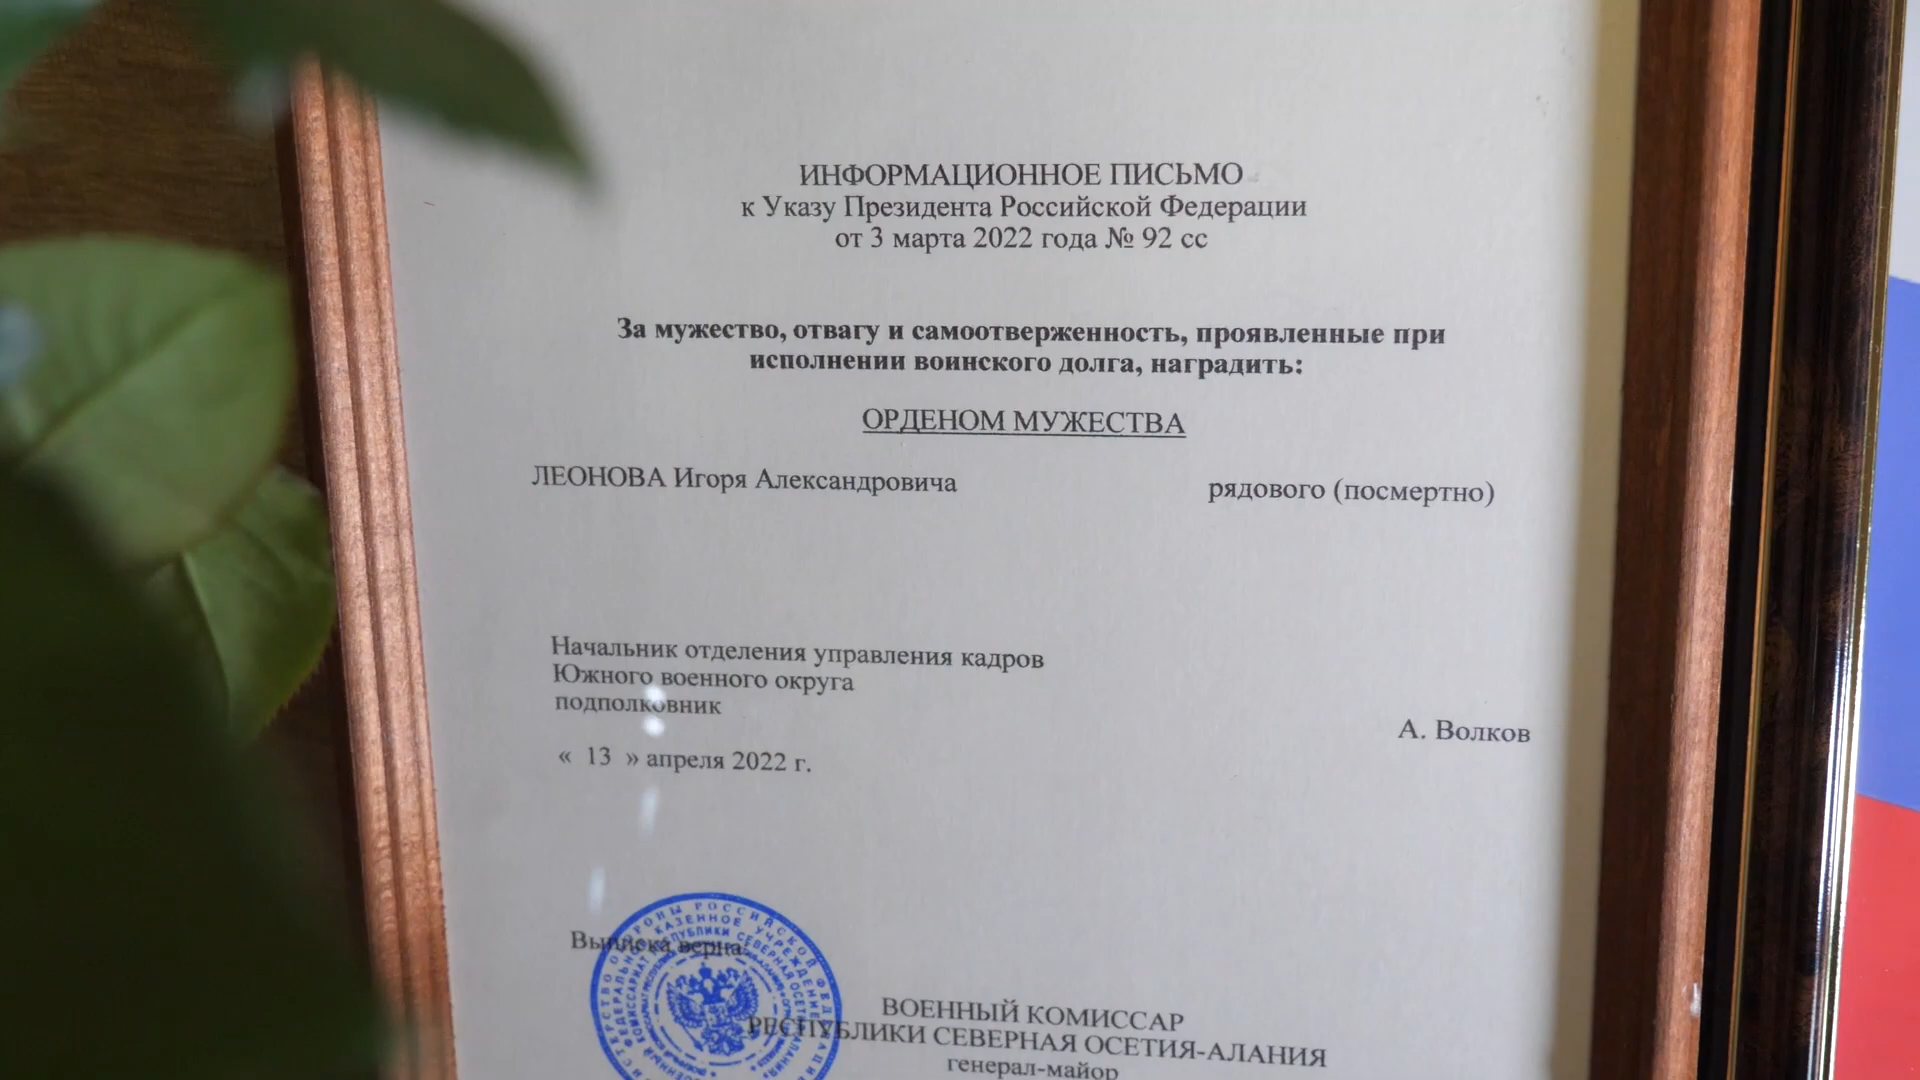 ИНФОРМАЦИОННОЕ ПИСЬМО
к Указу Президента Российской Федерации
от 3 марта 2022 года № 92 сс
За мужество, отвагу и самоотверженность, проявленные при
исполнении воинского долга, наградить:
ОРДЕНОМ МУЖЕСТВА
ЛЕОНОВА Игоря Александровича рядового (посмертно)
Начальник отделения управления кадров
Южного военного округа
подполковник
А. Волков
« 13 » апреля 2022 г.
Выписка верна:
ВОЕННЫЙ КОМИССАР
РЕСПУБЛИКИ СЕВЕРНАЯ ОСЕТИЯ-АЛАНИЯ
генерал-майор